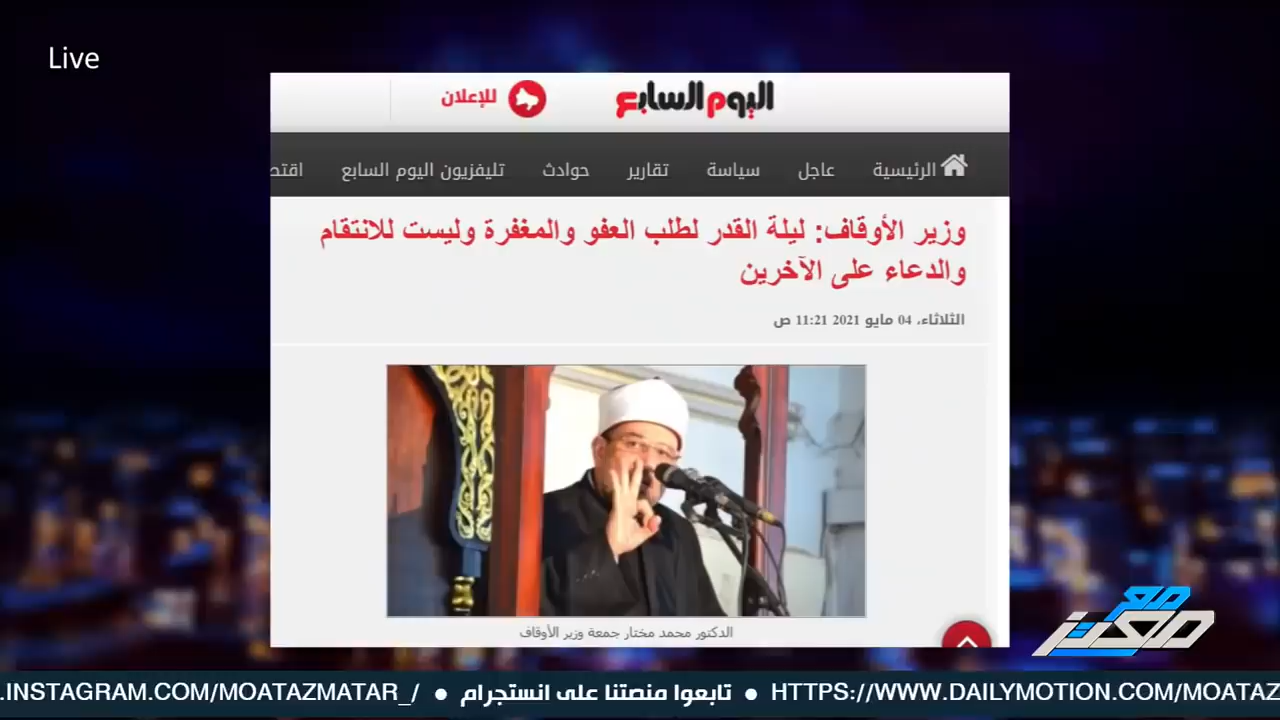 Live
اليوم السابع
للإعلان
الرئيسية عاجل سياسة تقارير حوادث تليفزيون اليوم السابع اقتص
وزير الأوقاف: ليلة القدر لطلب العفو والمغفرة وليست للانتقام
والدعاء على الآخرين
الثلاثاء، 04 مايو 2021 11:21 ص
الدكتور محمد مختار جمعة وزير الأوقاف
مع
معتز
.INSTAGRAM.COM/MOATAZMATAR_/ ● تابعوا منصتنا على انستجرام ● HTTPS://WWW.DAILYMOTION.COM/MOATAZ